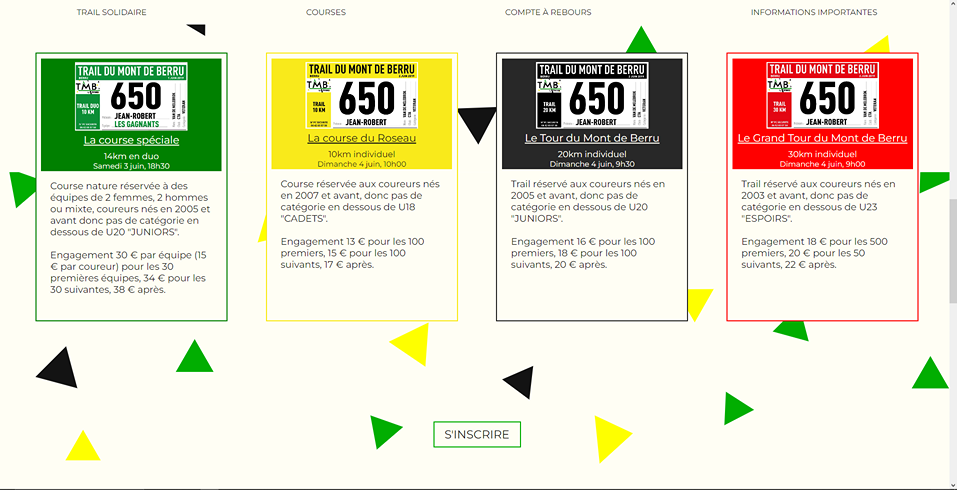 TRAIL SOLIDAIRE
COURSES
COMPTE À REBOURS
INFORMATIONS IMPORTANTES
TRAIL DU MONT DE BERRU
BERRU
TMB
TRAIL DUO
10 KM
650
JEAN-ROBERT
LES GAGNANTS
La course spéciale
14km en duo
Samedi 3 juin, 18h30
Course nature réservée à des
équipes de 2 femmes, 2 hommes
ou mixte, coureurs nés en 2005 et
avant donc pas de catégorie en
dessous de U20 "JUNIORS".
Engagement 30 € par équipe (15
€ par coureur) pour les 30
premières équipes, 34 € pour les
30 suivantes, 38 € après.
TRAIL DU MONT DE BERRU
BERRU
TMB
TRAIL
10 KM
650
JEAN-ROBERT
La course du Roseau
10km individuel
Dimanche 4 juin, 10h00
Course réservée aux coureurs nés
en 2007 et avant, donc pas de
catégorie en dessous de U18
"CADETS".
Engagement 13 € pour les 100
premiers, 15 € pour les 100
suivants, 17 € après.
TRAIL DU MONT DE BERRU
BERRU
TMB
TRAIL
20 KM
650
JEAN-ROBERT
Le Tour du Mont de Berru
20km individuel
Dimanche 4 juin, 9h30
Trail réservé aux coureurs nés en
2005 et avant, donc pas de
catégorie en dessous de U20
"JUNIORS".
Engagement 16 € pour les 100
premiers, 18 € pour les 100
suivants, 20 € après.
TRAIL DU MONT DE BERRU
BERRU
TMB
TRAIL
30 KM
650
JEAN-ROBERT
Le Grand Tour du Mont de Berru
30km individuel
Dimanche 4 juin, 9h00
Trail réservé aux coureurs nés en
2003 et avant, donc pas de
catégorie en dessous de U23
"ESPOIRS".
Engagement 18 € pour les 500
premiers, 20 € pour les 50
suivants, 22 € après.
S'INSCRIRE